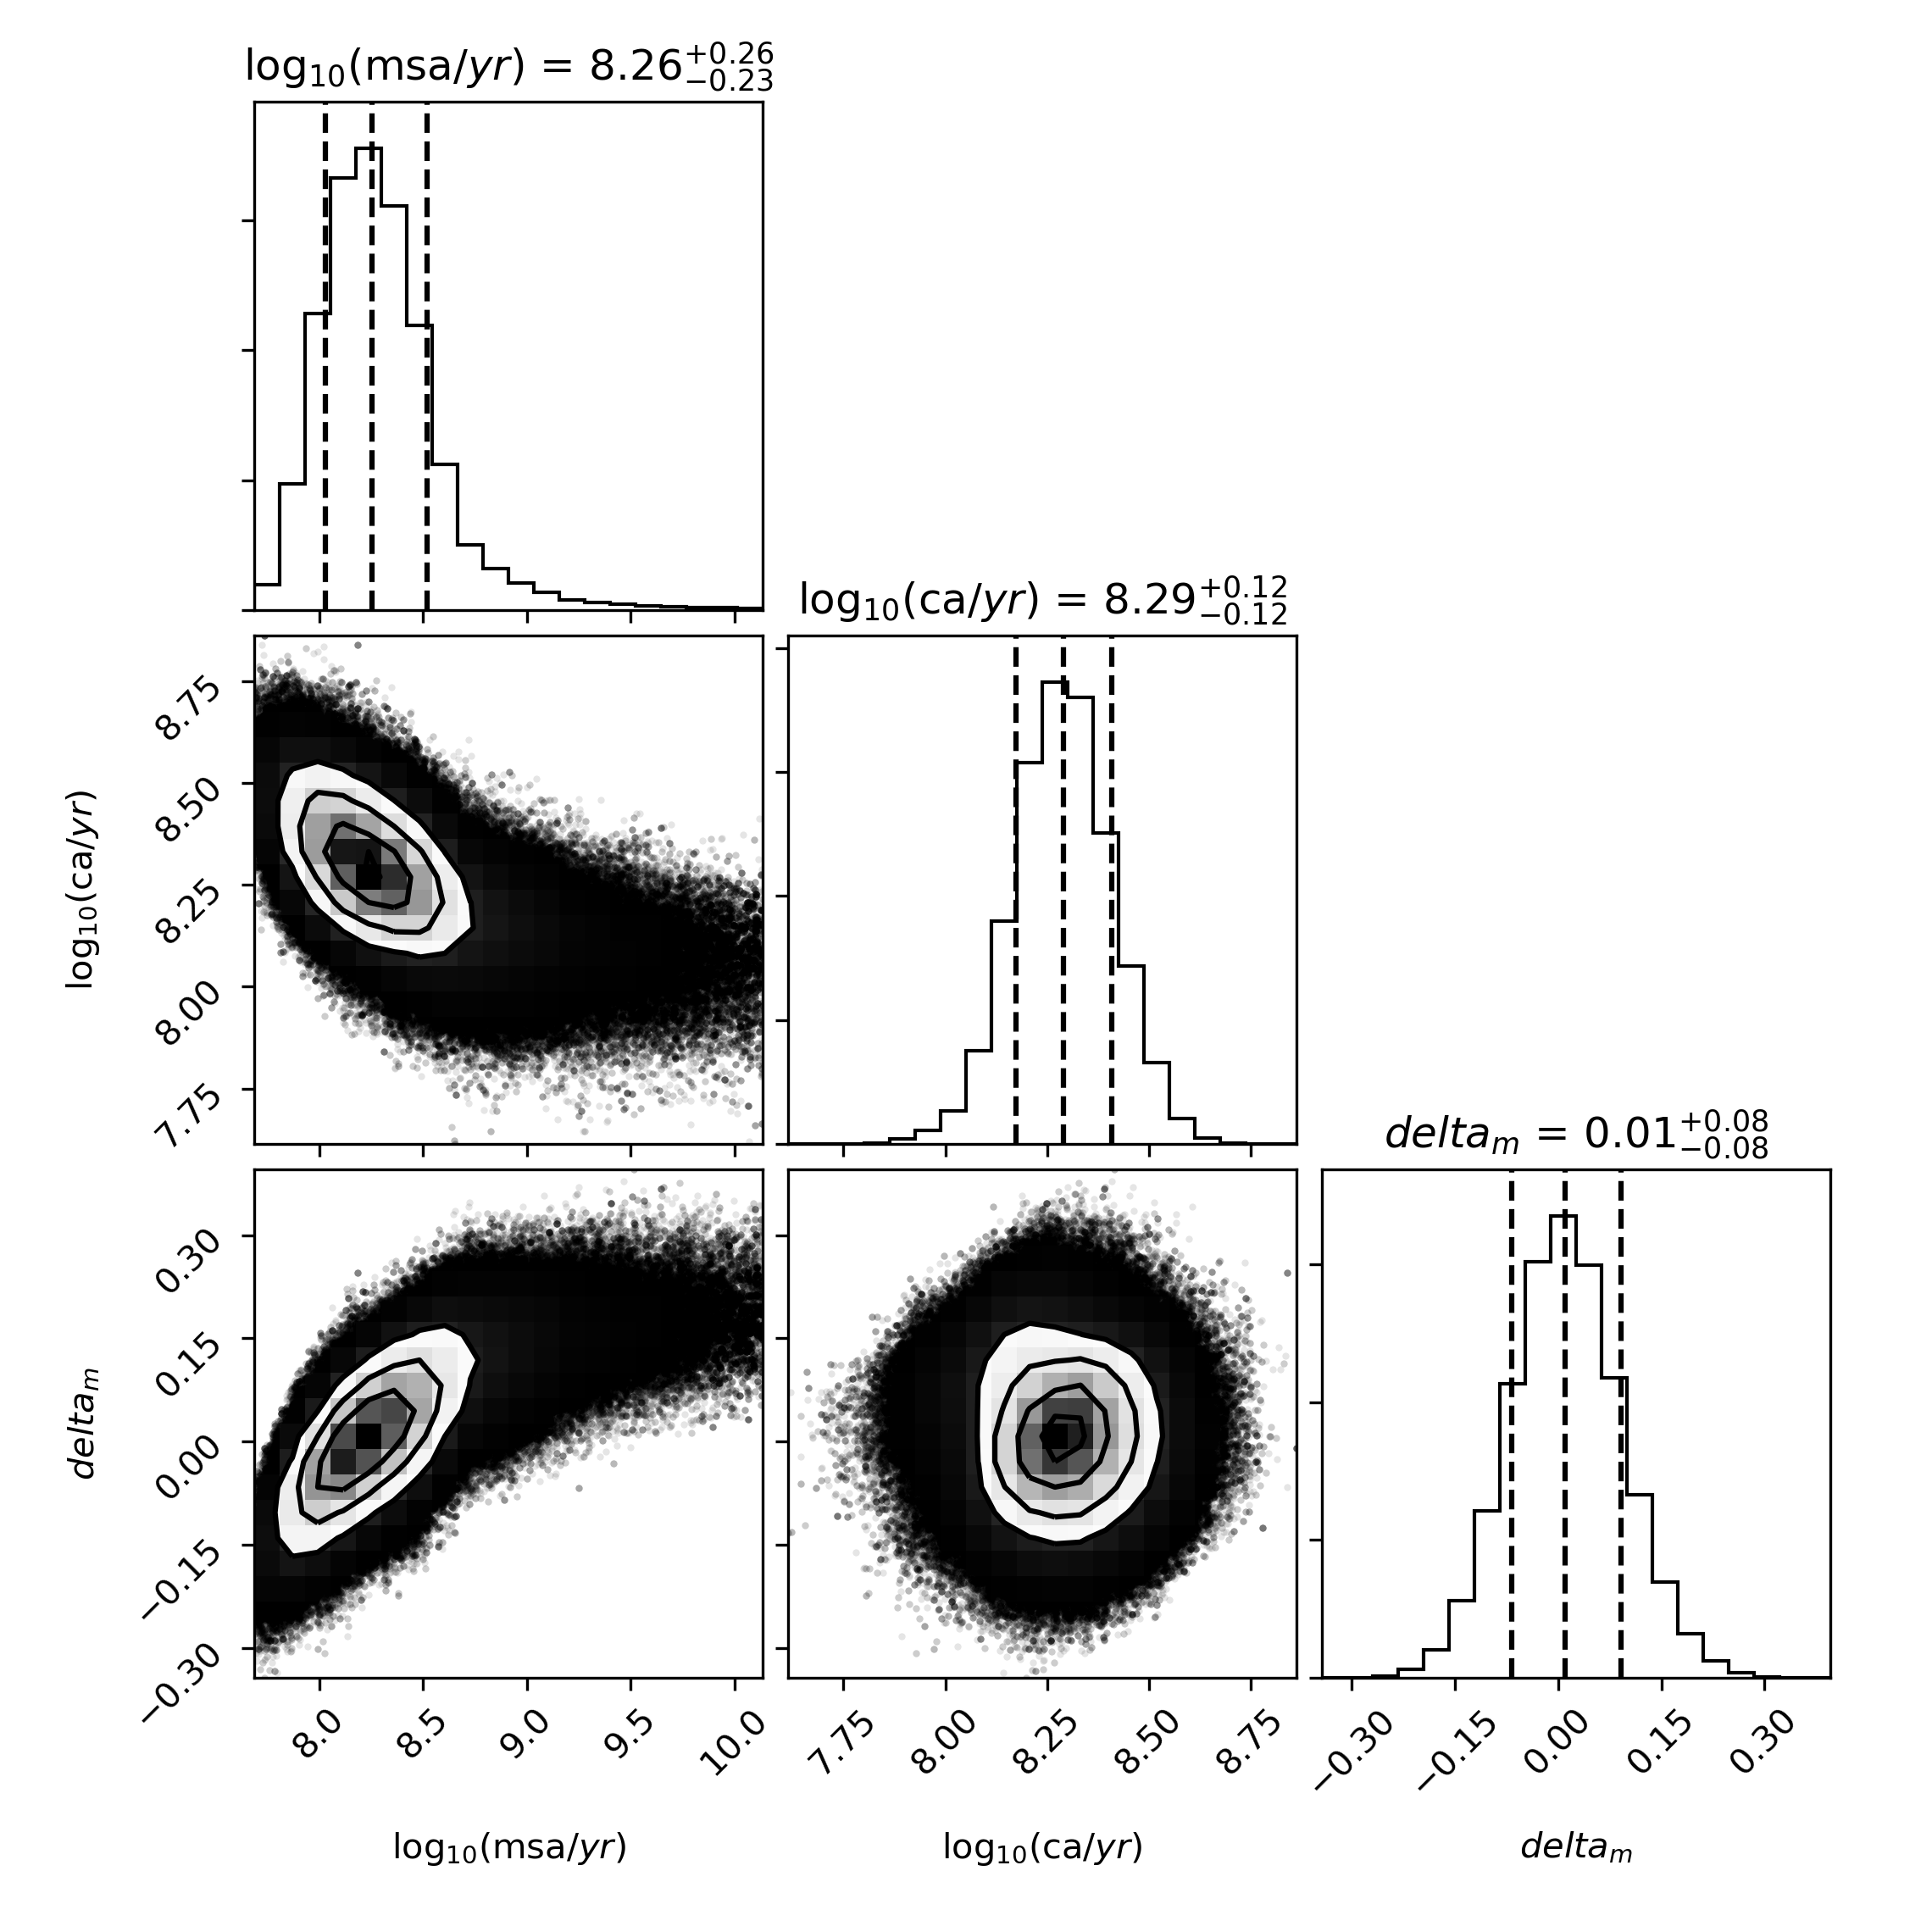 log₁₀(msa/yr) = 8.26⁺⁰·²⁶₋₀.₂₃
log₁₀(ca/yr) = 8.29⁺⁰·¹²₋₀.₁₂
log₁₀(ca/yr)
8.75
8.50
8.25
8.00
7.75
deltaₘ = 0.01⁺⁰·⁰⁸₋₀.₀₈
deltaₘ
0.30
0.15
0.00
−0.15
−0.30
8.0 8.5 9.0 9.5 10.0 7.75 8.00 8.25 8.50 8.75 −0.30 −0.15 0.00 0.15 0.30
log₁₀(msa/yr) log₁₀(ca/yr) deltaₘ